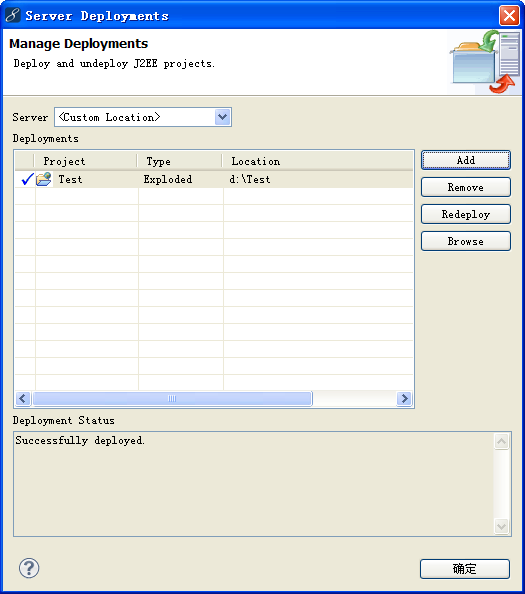 Server Deployments
Manage Deployments
Deploy and undeploy J2EE projects.
Server <Custom Location>
Deployments
Project Type Location
Add
Test Exploded d:\Test
Remove
Redeploy
Browse
Deployment Status
Successfully deployed.
?
确定